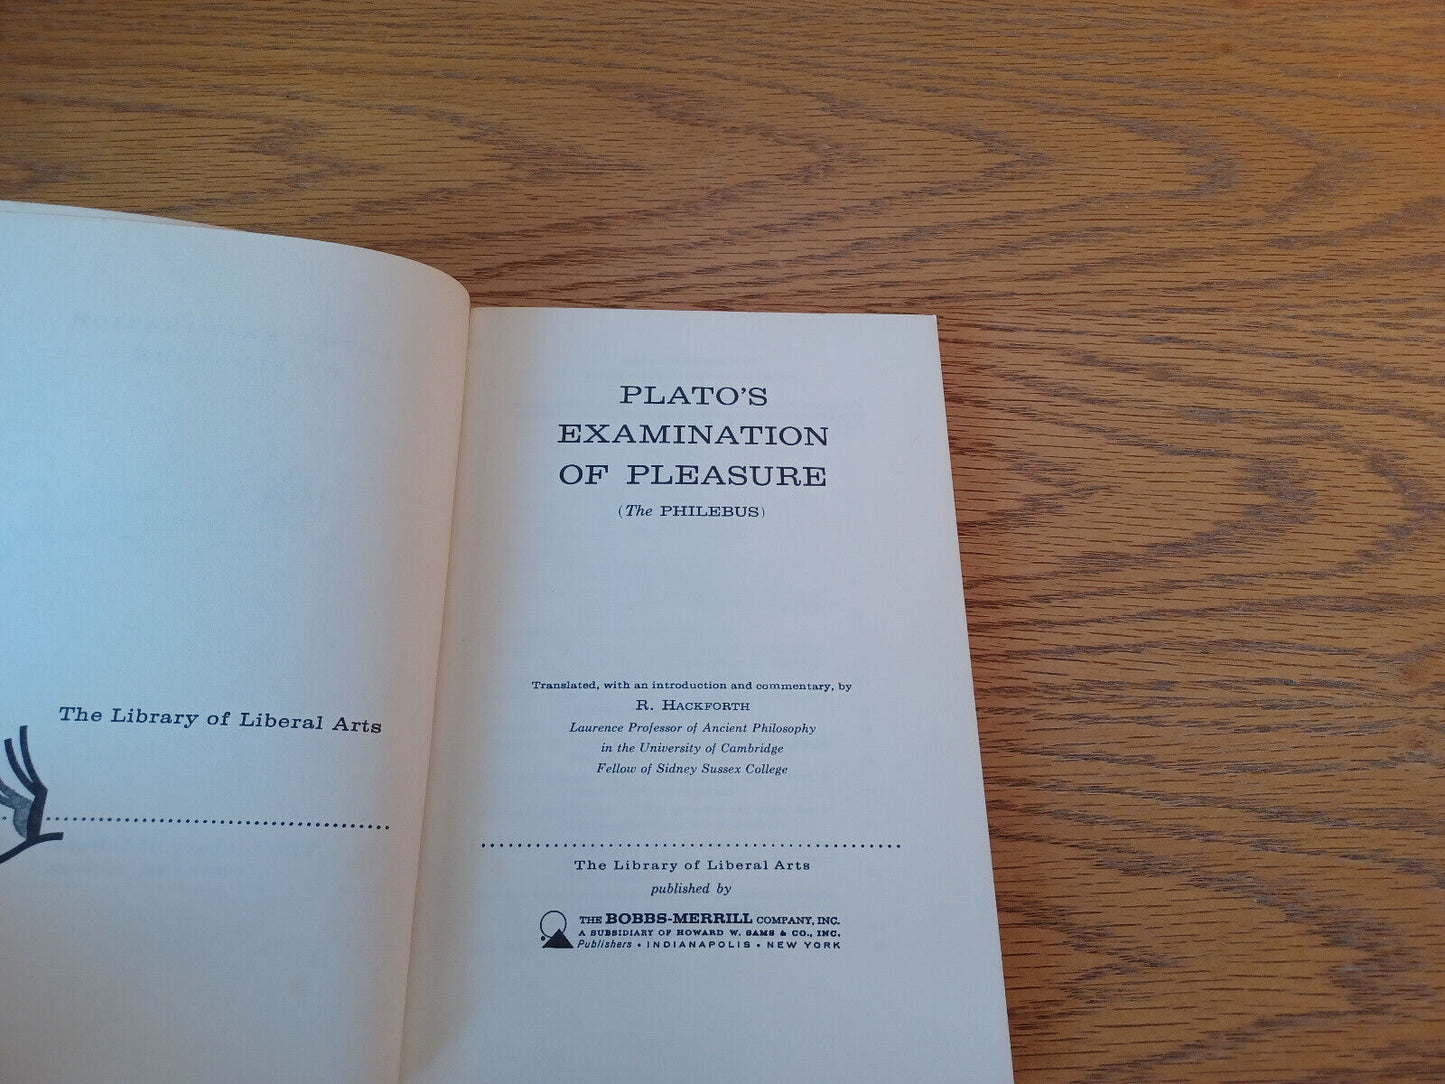 The Library of Liberal Arts
PLATO'S
EXAMINATION
OF PLEASURE
(The PHILEBUS)
Translated, with an introduction and commentary, by
R. HACKFORTH
Laurence Professor of Ancient Philosophy
in the University of Cambridge
Fellow of Sidney Sussex College
The Library of Liberal Arts
published by
THE BOBBS-MERRILL COMPANY, INC.
A SUBSIDIARY OF HOWARD W. SAMS & CO., INC.
Publishers • INDIANAPOLIS • NEW YORK